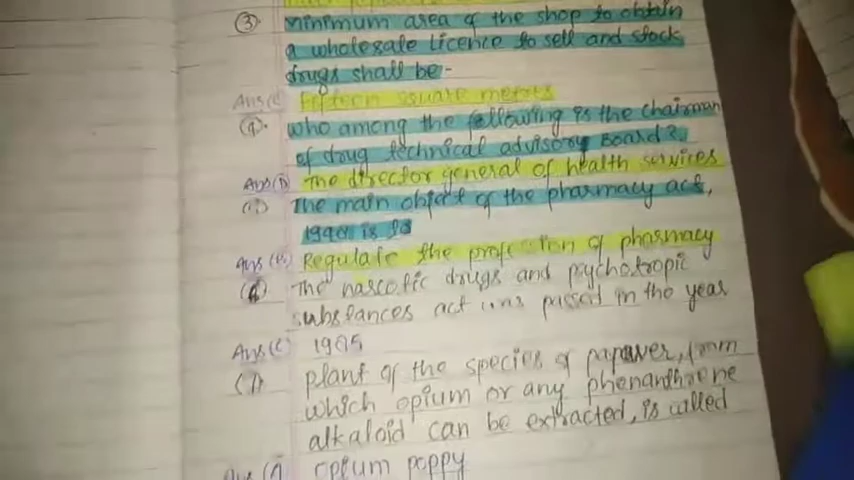 ③ Minimum area of the shop to obtain
a wholesale licence to sell and stock
drugs shall be-
Ans(c) Fifteen square meters
(4). who among the following is the chairman
of drug technical advisory Board?
Ans(D) The director general of health services
The main object of the pharmacy act,
is to
Ans(B) Regulate the profession of pharmacy
The narcotic drugs and psychotropic
substances act was passed in the year
Ans(c) 1985
(7) plant of the species of papaver, from
which opium or any phenanthrene
alkaloid can be extracted, is called
opium poppy